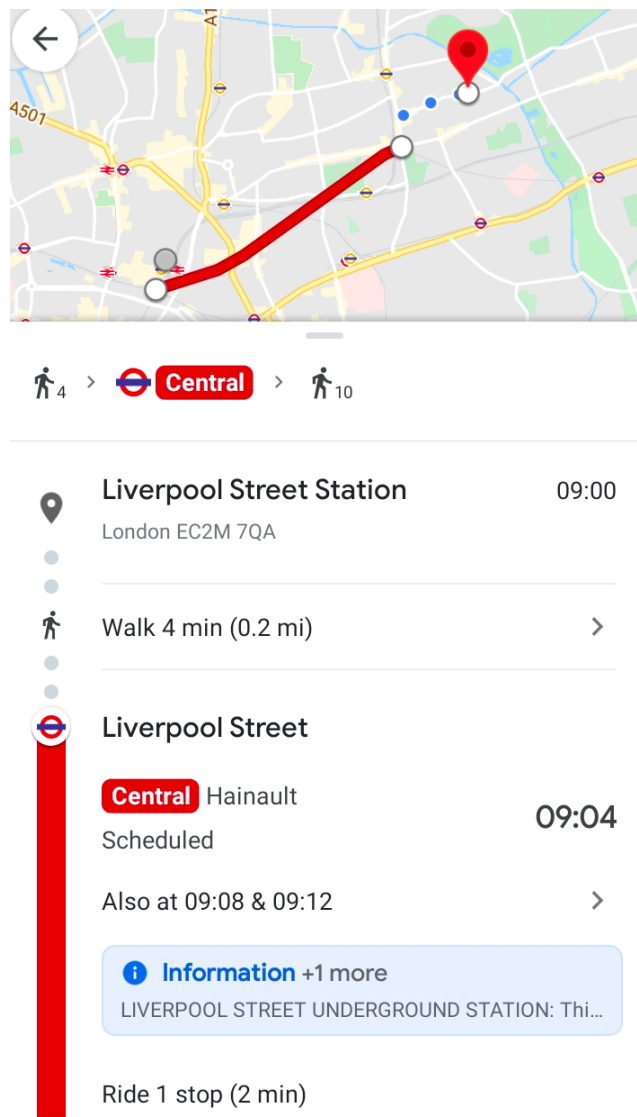 A1
A501
4
Central
10
Liverpool Street Station
09:00
London EC2M 7QA
Walk 4 min (0.2 mi)
Liverpool Street
Central Hainault
09:04
Scheduled
Also at 09:08 & 09:12
Information +1 more
LIVERPOOL STREET UNDERGROUND STATION: Thi...
Ride 1 stop (2 min)